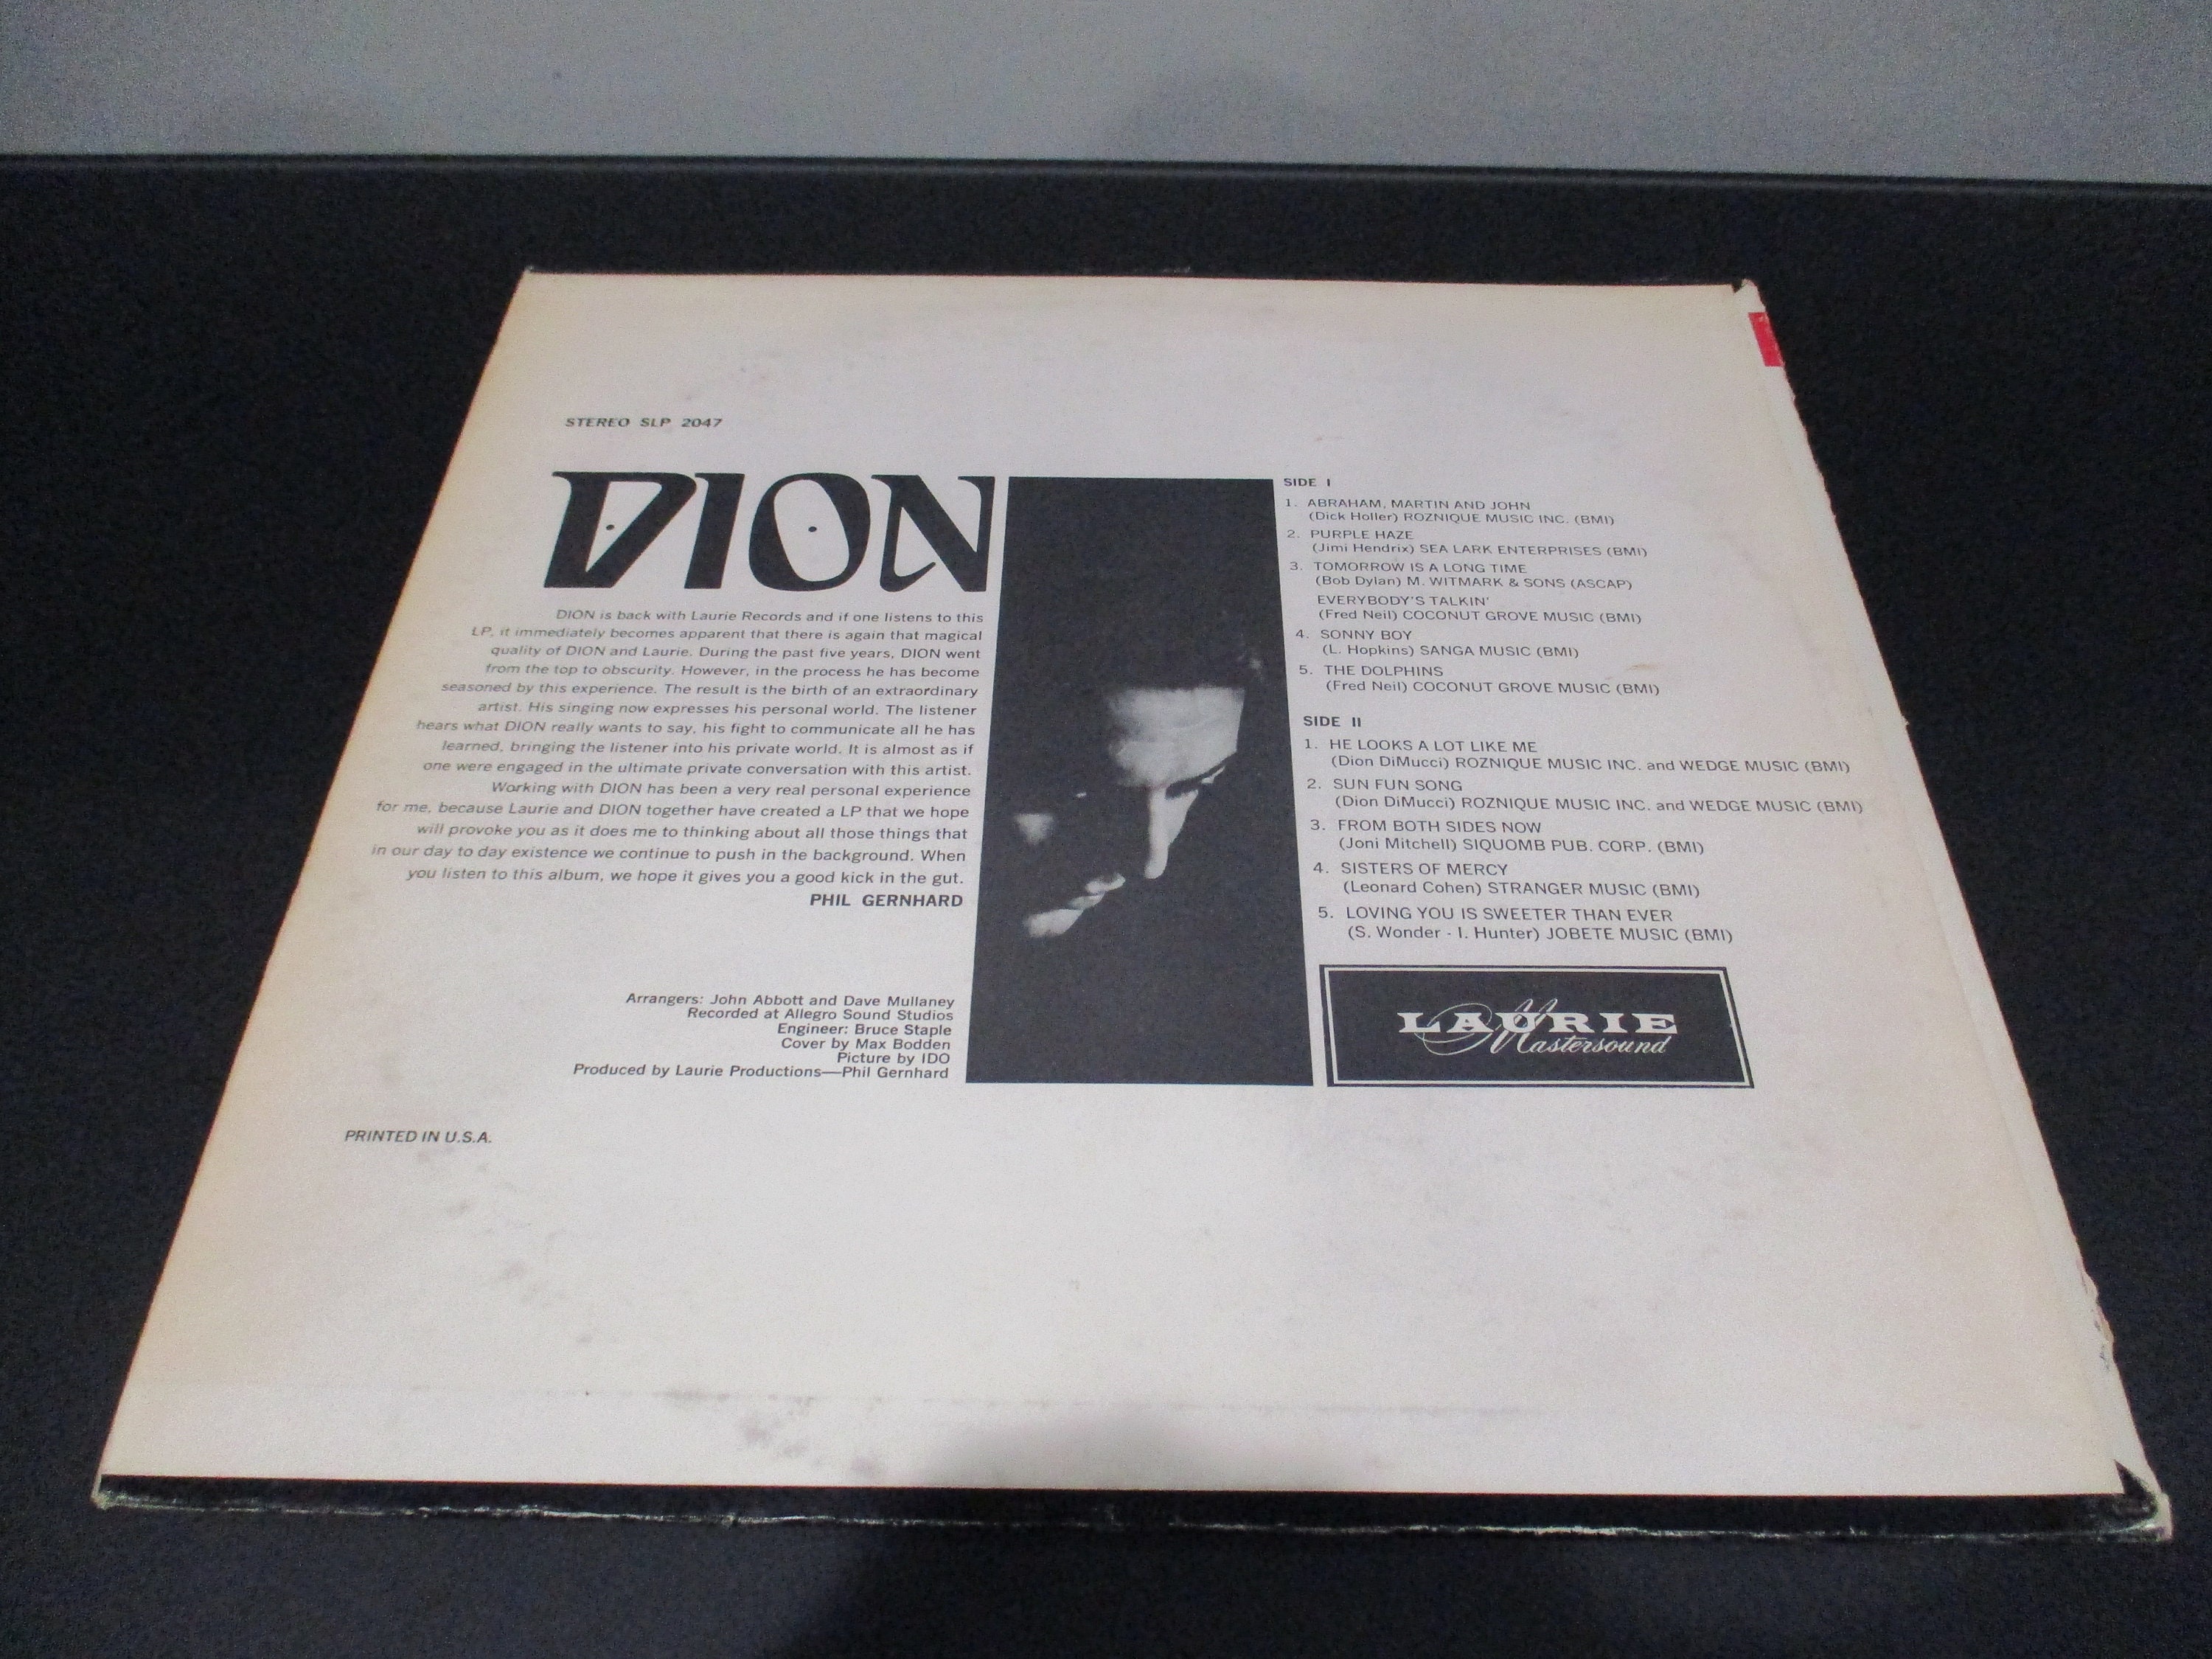 STEREO SLP 2047
DION
DION is back with Laurie Records and if one listens to this
LP, it immediately becomes apparent that there is again that magical
quality of DION and Laurie. During the past five years, DION went
from the top to obscurity. However, in the process he has become
seasoned by this experience. The result is the birth of an extraordinary
artist. His singing now expresses his personal world. The listener
hears what DION really wants to say, his fight to communicate all he has
learned, bringing the listener into his private world. It is almost as if
one were engaged in the ultimate private conversation with this artist.
Working with DION has been a very real personal experience
for me, because Laurie and DION together have created a LP that we hope
will provoke you as it does me to thinking about all those things that
in our day to day existence we continue to push in the background. When
you listen to this album, we hope it gives you a good kick in the gut.
PHIL GERNHARD
Arrangers: John Abbott and Dave Mullaney
Recorded at Allegro Sound Studios
Engineer: Bruce Staple
Cover by Max Bodden
Picture by IDO
Produced by Laurie Productions—Phil Gernhard
PRINTED IN U.S.A.
SIDE I
1. ABRAHAM, MARTIN AND JOHN
(Dick Holler) ROZNIQUE MUSIC INC. (BMI)
2. PURPLE HAZE
(Jimi Hendrix) SEA LARK ENTERPRISES (BMI)
3. TOMORROW IS A LONG TIME
(Bob Dylan) M. WITMARK & SONS (ASCAP)
EVERYBODY'S TALKIN'
(Fred Neil) COCONUT GROVE MUSIC (BMI)
4. SONNY BOY
(L. Hopkins) SANGA MUSIC (BMI)
5. THE DOLPHINS
(Fred Neil) COCONUT GROVE MUSIC (BMI)
SIDE II
1. HE LOOKS A LOT LIKE ME
(Dion DiMucci) ROZNIQUE MUSIC INC. and WEDGE MUSIC (BMI)
2. SUN FUN SONG
(Dion DiMucci) ROZNIQUE MUSIC INC. and WEDGE MUSIC (BMI)
3. FROM BOTH SIDES NOW
(Joni Mitchell) SIQUOMB PUB. CORP. (BMI)
4. SISTERS OF MERCY
(Leonard Cohen) STRANGER MUSIC (BMI)
5. LOVING YOU IS SWEETER THAN EVER
(S. Wonder - I. Hunter) JOBETE MUSIC (BMI)
LAURIE
Mastersound